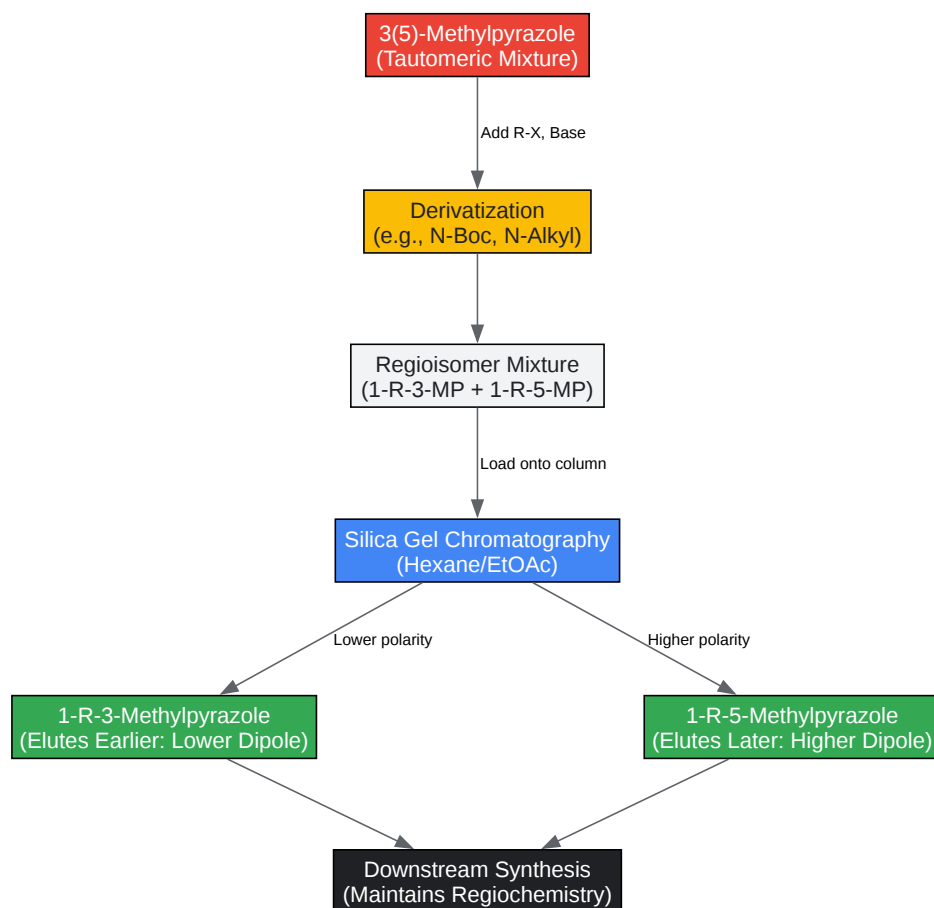 3(5)-Methylpyrazole
(Tautomeric Mixture)
Add R-X, Base
Derivatization
(e.g., N-Boc, N-Alkyl)
Regioisomer Mixture
(1-R-3-MP + 1-R-5-MP)
Load onto column
Silica Gel Chromatography
(Hexane/EtOAc)
Lower polarity
Higher polarity
1-R-3-Methylpyrazole
(Elutes Earlier: Lower Dipole)
1-R-5-Methylpyrazole
(Elutes Later: Higher Dipole)
Downstream Synthesis
(Maintains Regiochemistry)